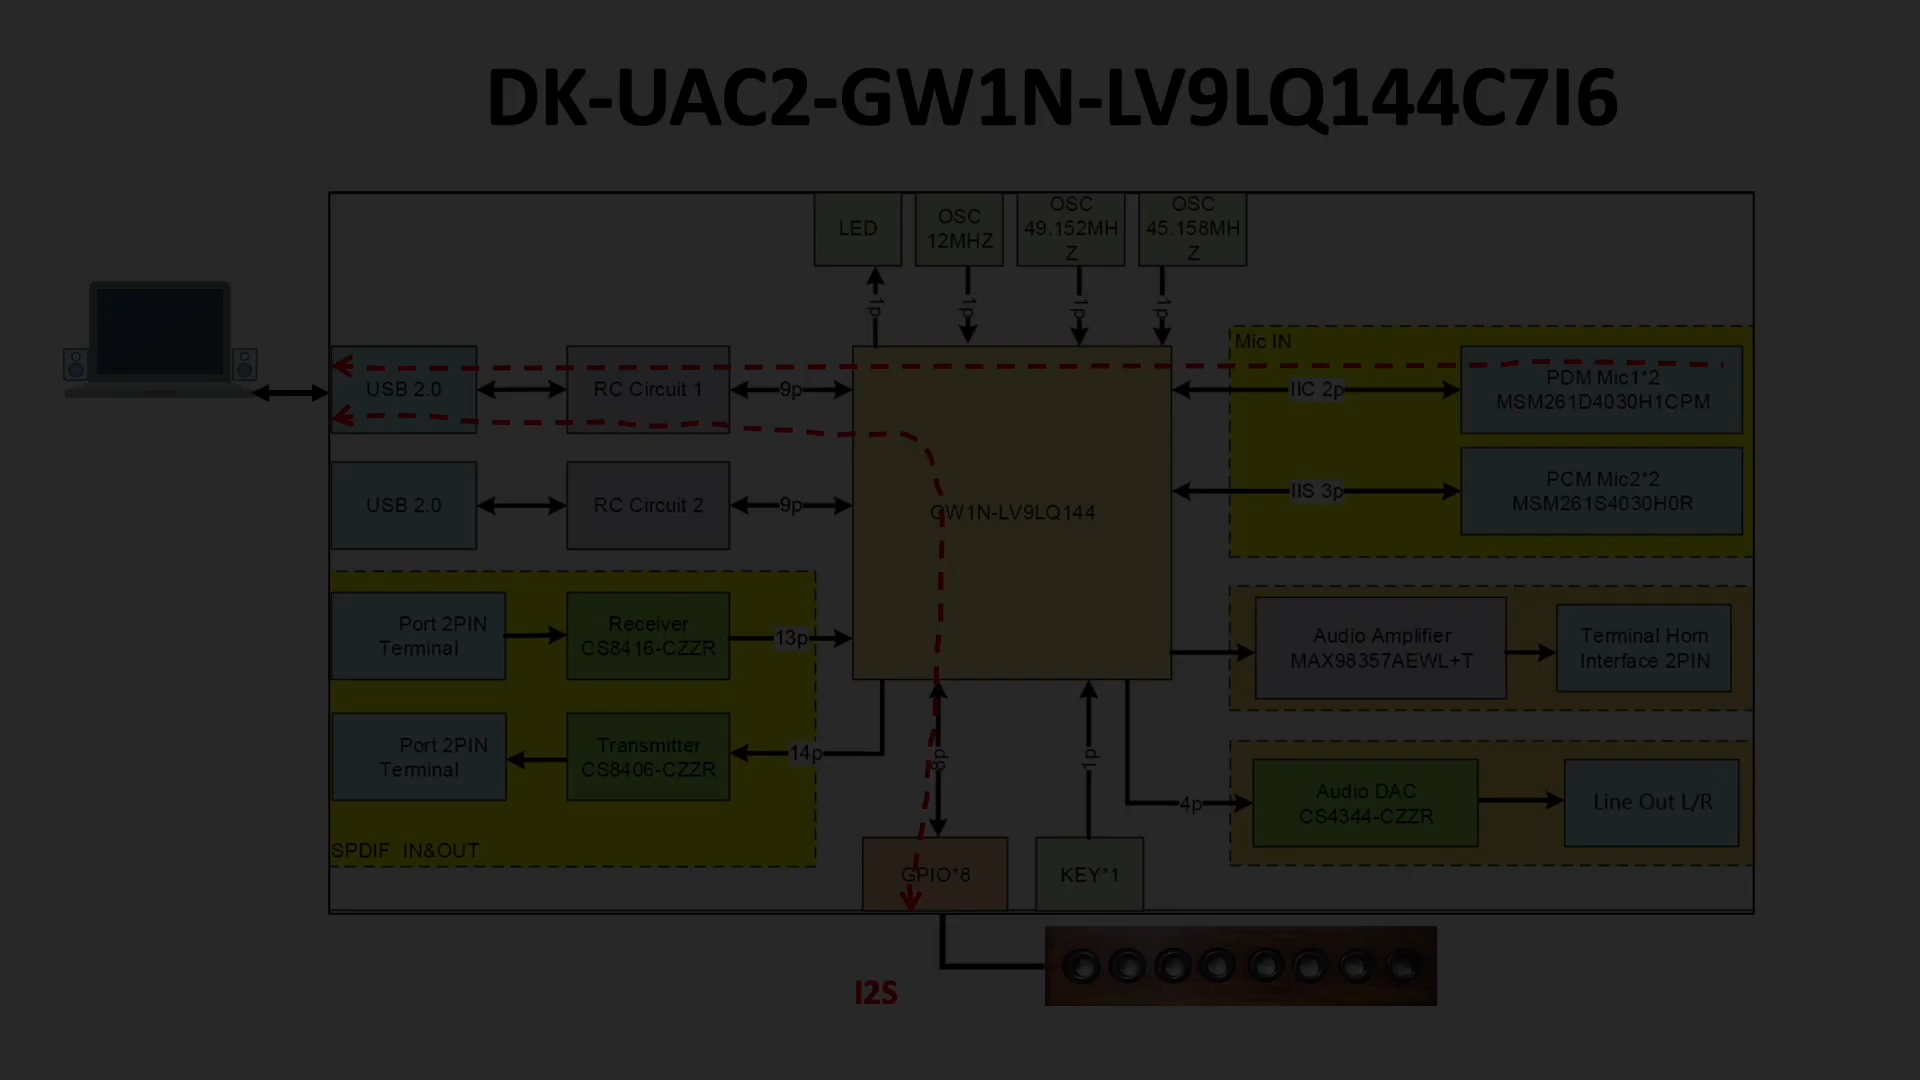 DK-UAC2-GW1N-LV9LQ144C7I6
LED
OSC
12MHZ
OSC
49.152MH
Z
OSC
45.158MH
Z
1p
1p
1p
1p
Mic IN
USB 2.0
RC Circuit 1
9p
IIC 2p
PDM Mic1*2
MSM261D4030H1CPM
USB 2.0
RC Circuit 2
9p
GW1N-LV9LQ144
IIS 3p
PCM Mic2*2
MSM261S4030H0R
Port 2PIN
Terminal
Receiver
CS8416-CZZR
13p
Audio Amplifier
MAX98357AEWL+T
Terminal Horn
Interface 2PIN
Port 2PIN
Terminal
Transmitter
CS8406-CZZR
14p
8p
1p
4p
Audio DAC
CS4344-CZZR
Line Out L/R
SPDIF IN&OUT
GPIO*8
KEY*1
I2S